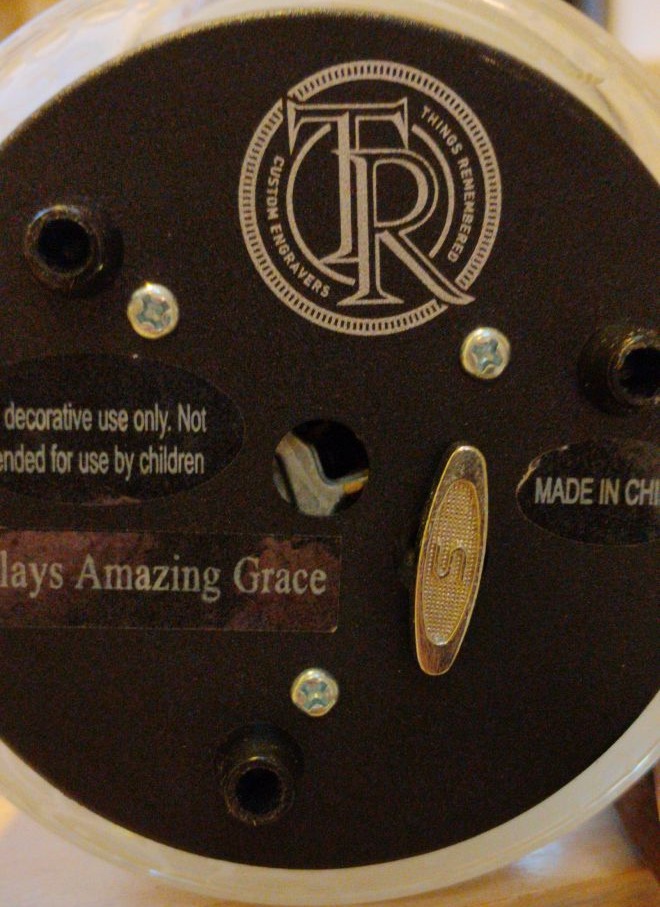 TR
THINGS REMEMBERED
CUSTOM ENGRAVERS
decorative use only. Not
ended for use by children
MADE IN CHI
lays Amazing Grace
S